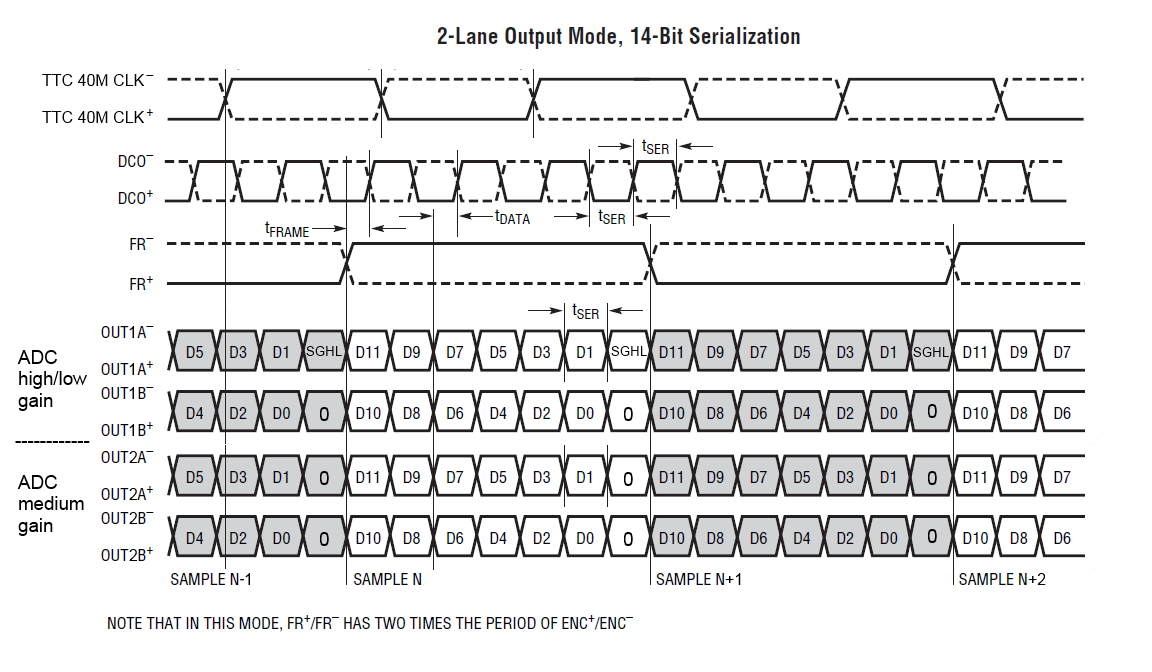 2-Lane Output Mode, 14-Bit Serialization
TTC 40M CLK⁻
TTC 40M CLK⁺
DCO⁻
DCO⁺
tSER
tSER
tDATA
tFRAME
FR⁻
FR⁺
tSER
ADC high/low gain
OUT1A⁻
OUT1A⁺
D5 D3 D1 SGHL D11 D9 D7 D5 D3 D1 SGHL D11 D9 D7 D5 D3 D1 SGHL D11 D9 D7
OUT1B⁻
OUT1B⁺
D4 D2 D0 0 D10 D8 D6 D4 D2 D0 0 D10 D8 D6 D4 D2 D0 0 D10 D8 D6
------------
ADC medium gain
OUT2A⁻
OUT2A⁺
D5 D3 D1 0 D11 D9 D7 D5 D3 D1 0 D11 D9 D7 D5 D3 D1 0 D11 D9 D7
OUT2B⁻
OUT2B⁺
D4 D2 D0 0 D10 D8 D6 D4 D2 D0 0 D10 D8 D6 D4 D2 D0 0 D10 D8 D6
SAMPLE N-1 SAMPLE N SAMPLE N+1 SAMPLE N+2
NOTE THAT IN THIS MODE, FR⁺/FR⁻ HAS TWO TIMES THE PERIOD OF ENC⁺/ENC⁻